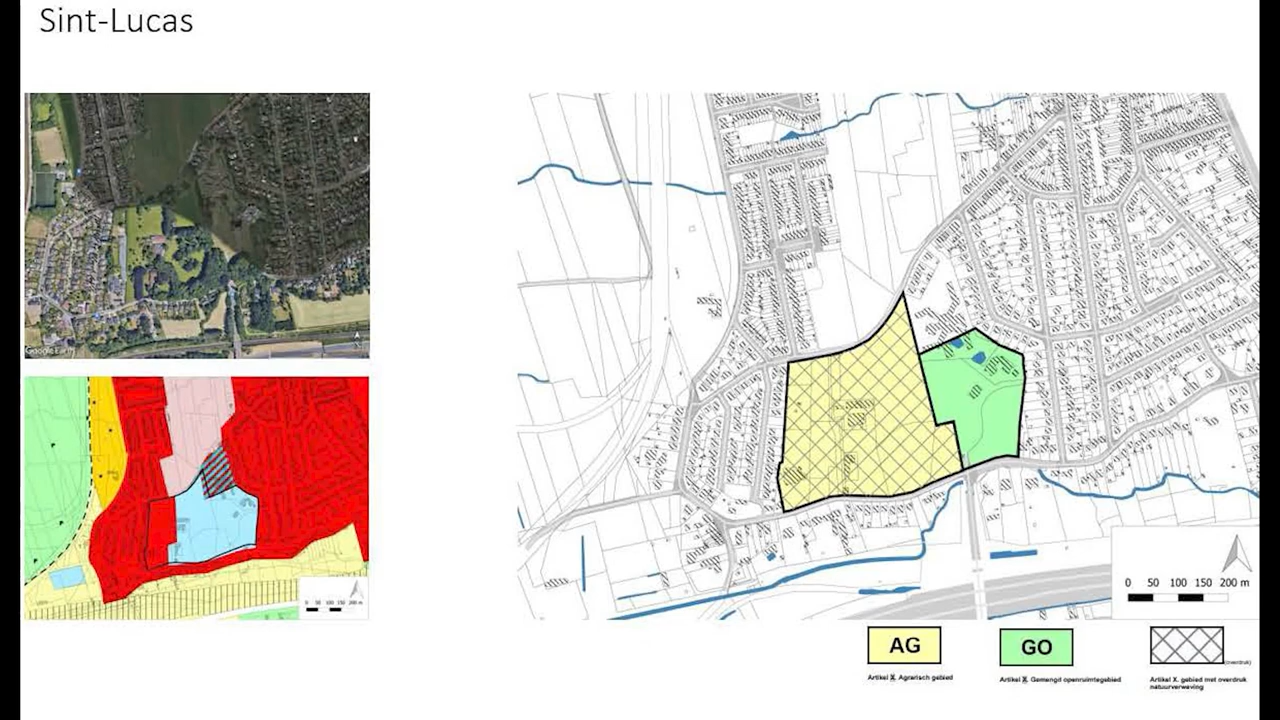 Sint-Lucas
Google Earth
P
P
0 50 100 150 200 m
0 50 100 150 200 m
AG
GO
(overdruk)
Artikel X. Agrarisch gebied
Artikel X. Gemengd openruimtegebied
Artikel X. gebied met overdruk
natuurverweving